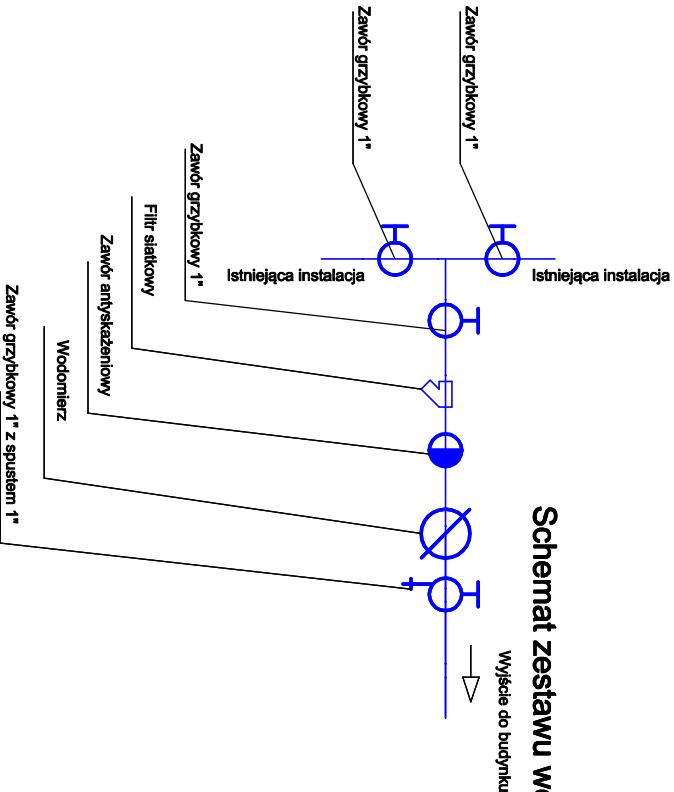 Schemat zestawu
Wyjście do budynku
Istniejąca instalacja
Istniejąca instalacja
Zawór grzybkowy 1"
Zawór grzybkowy 1"
Zawór grzybkowy 1"
Filtr siatkowy
Zawór antyskażeniowy
Wodomierz
Zawór grzybkowy 1" z spustem 1"